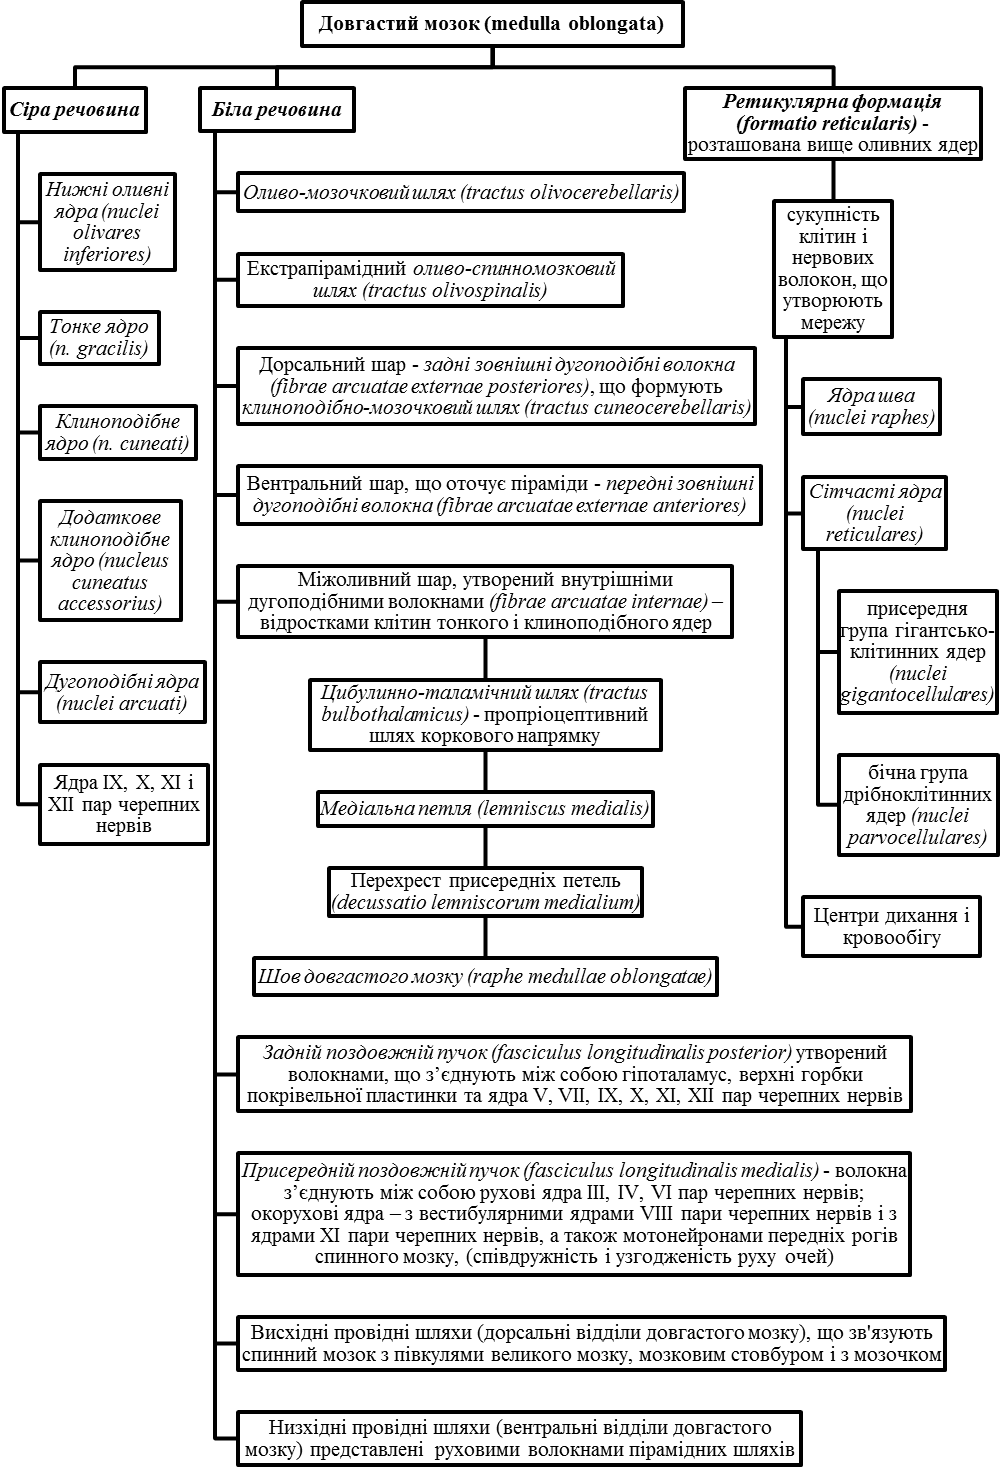 Довгастий мозок (medulla oblongata)
Сіра речовина
Нижні оливні
ядра (nuclei
olivares
inferiores)
Тонке ядро
(n. gracilis)
Клиноподібне
ядро (n. cuneati)
Додаткове
клиноподібне
ядро (nucleus
cuneatus
accessorius)
Дугоподібні ядра
(nuclei arcuati)
Ядра IX, X, XI і
XII пар черепних
нервів
Біла речовина
Оливо-мозочковий шлях (tractus olivocerebellaris)
Екстрапірамідний оливо-спинномозковий
шлях (tractus olivospinalis)
Дорсальний шар - задні зовнішні дугоподібні волокна
(fibrae arcuatae externae posteriores), що формують
клиноподібно-мозочковий шлях (tractus cuneocerebellaris)
Вентральний шар, що оточує піраміди - передні зовнішні
дугоподібні волокна (fibrae arcuatae externae anteriores)
Міжоливний шар, утворений внутрішніми
дугоподібними волокнами (fibrae arcuatae internae) –
відростками клітин тонкого і клиноподібного ядер
Цибулинно-таламічний шлях (tractus
bulbothalamicus) - пропріоцептивний
шлях коркового напрямку
Медіальна петля (lemniscus medialis)
Перехрест присередніх петель
(decussatio lemniscorum medialium)
Шов довгастого мозку (raphe medullae oblongatae)
Задній поздовжній пучок (fasciculus longitudinalis posterior) утворений
волокнами, що з’єднують між собою гіпоталамус, верхні горбки
покрівельної пластинки та ядра V, VII, IX, X, XI, XII пар черепних нервів
Присередній поздовжній пучок (fasciculus longitudinalis medialis) - волокна
з’єднують між собою рухові ядра III, IV, VI пар черепних нервів;
окорухові ядра – з вестибулярними ядрами VIII пари черепних нервів і з
ядрами XI пари черепних нервів, а також мотонейронами передніх рогів
спинного мозку, (співдружність і узгодженість руху очей)
Висхідні провідні шляхи (дорсальні відділи довгастого мозку), що зв'язують
спинний мозок з півкулями великого мозку, мозковим стовбуром і з мозочком
Низхідні провідні шляхи (вентральні відділи довгастого
мозку) представлені руховими волокнами пірамідних шляхів
Ретикулярна формація
(formatio reticularis) -
розташована вище оливних ядер
сукупність
клітин і
нервових
волокон, що
утворюють
мережу
Ядра шва
(nuclei raphes)
Сітчасті ядра
(nuclei
reticulares)
присередня
група гігантсько-
клітинних ядер
(nuclei
gigantocellulares)
бічна група
дрібноклітинних
ядер (nuclei
parvocellulares)
Центри дихання і
кровообігу